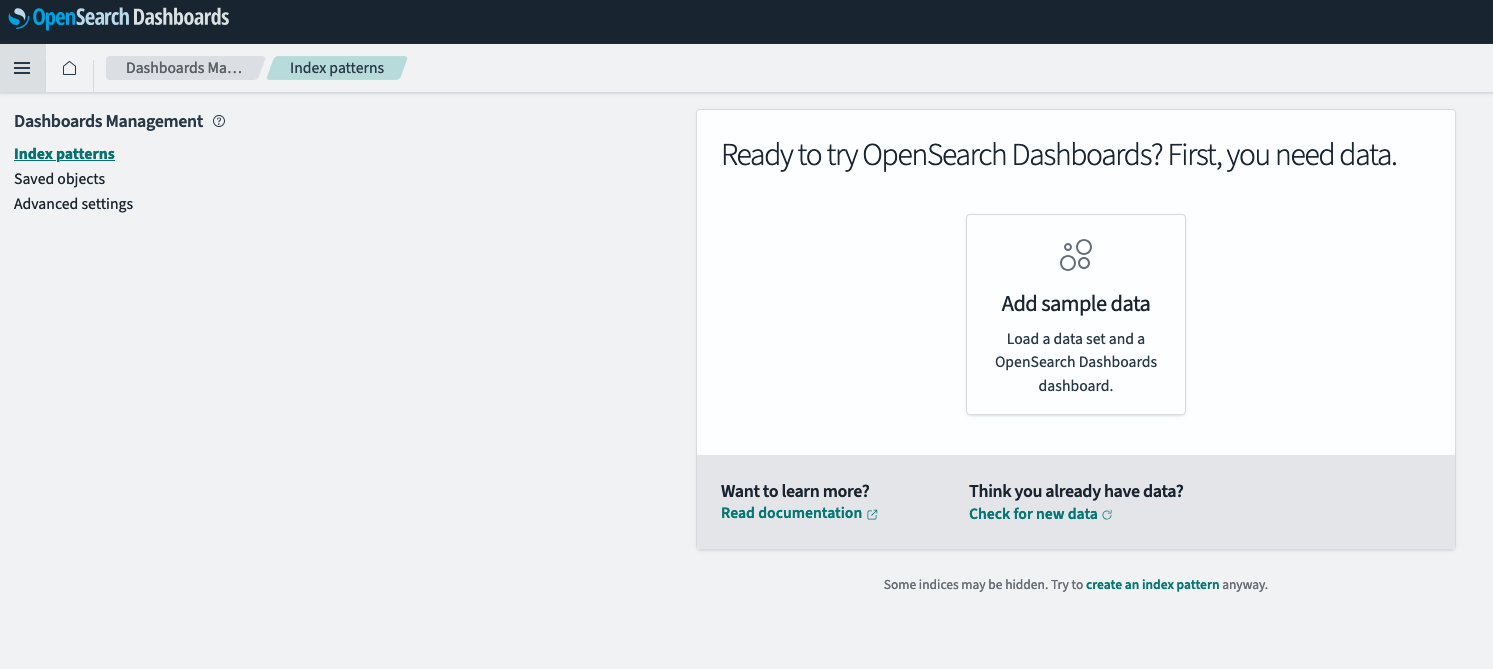 OpenSearch Dashboards
Dashboards Ma…
Index patterns
Dashboards Management
Index patterns
Saved objects
Advanced settings
Ready to try OpenSearch Dashboards? First, you need data.
Add sample data
Load a data set and a
OpenSearch Dashboards
dashboard.
Want to learn more?
Read documentation
Think you already have data?
Check for new data
Some indices may be hidden. Try to create an index pattern anyway.